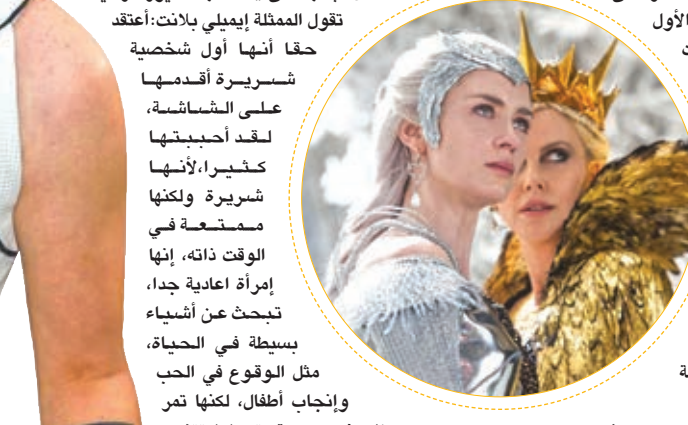 تقول الممثلة إيميلي بلانت:أعتقد
حقا أنها أول شخصية
شريرة أقدمها
على الشاشة،
لقد أحببتها
كثيرا،لأنها
شريرة ولكنها
ممتعة في
الوقت ذاته، إنها
إمرأة اعادية جدا،
تبحث عن أشياء
بسيطة في الحياة،
مثل الوقوع في الحب
وإنجاب أطفال، لكنها تمر
الأول